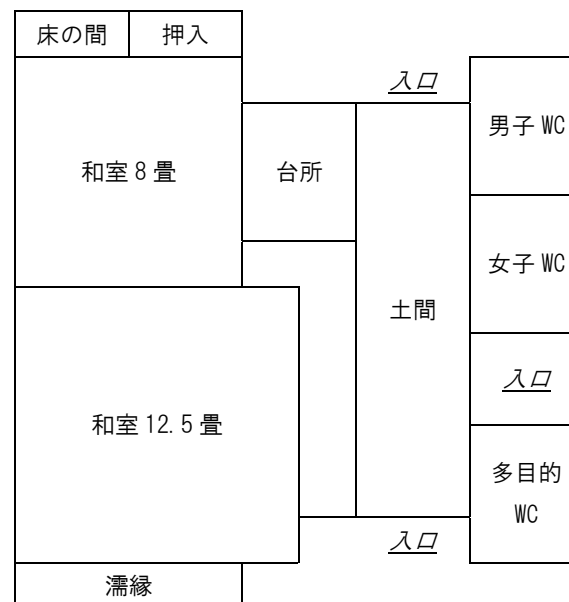 床の間
押入
入口
男子 WC
和室 8 畳
台所
女子 WC
土間
入口
和室 12.5 畳
多目的
WC
入口
濡縁